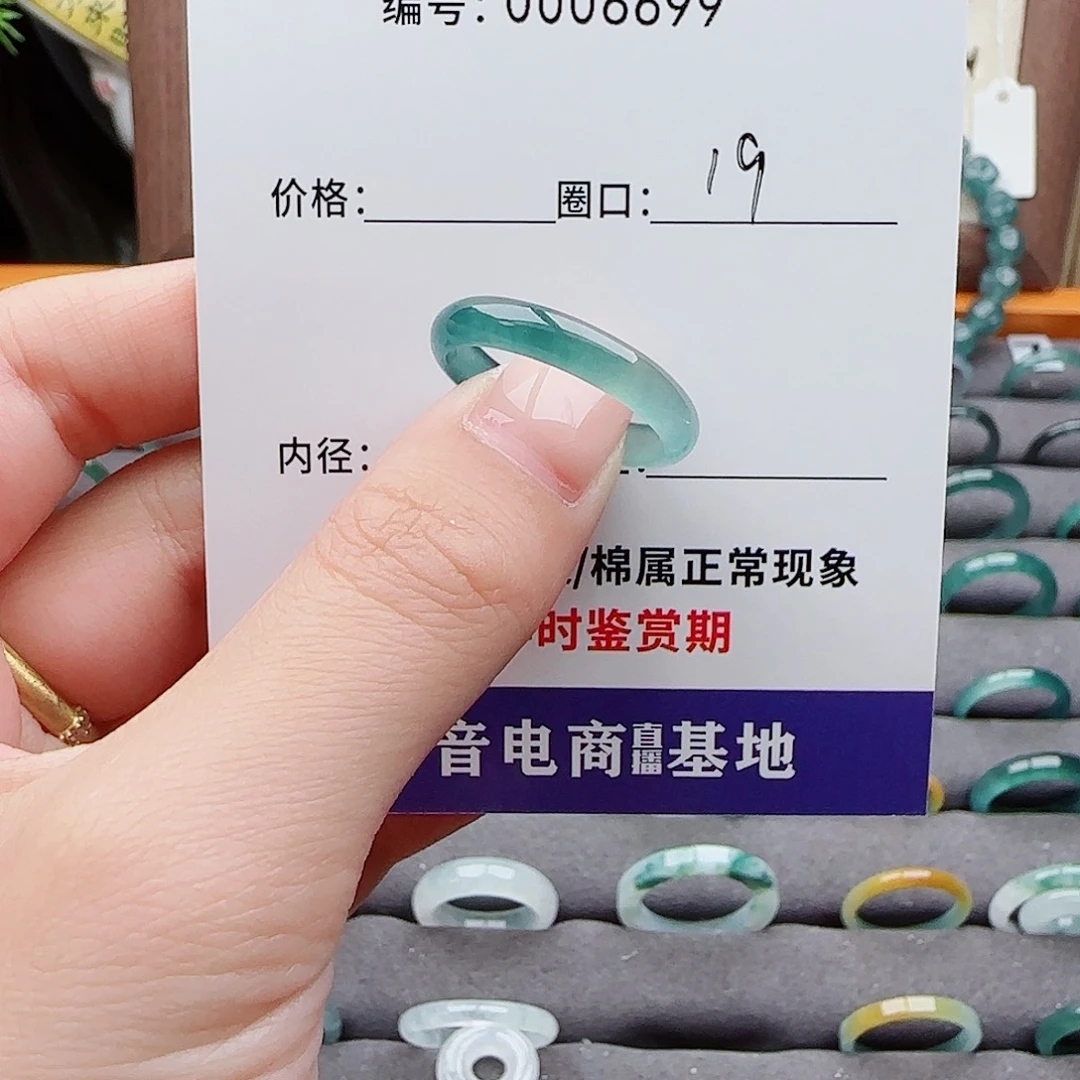 编号：0006699
价格： 圈口： 19
内径：
/棉属正常现象
时鉴赏期
音电商直播基地